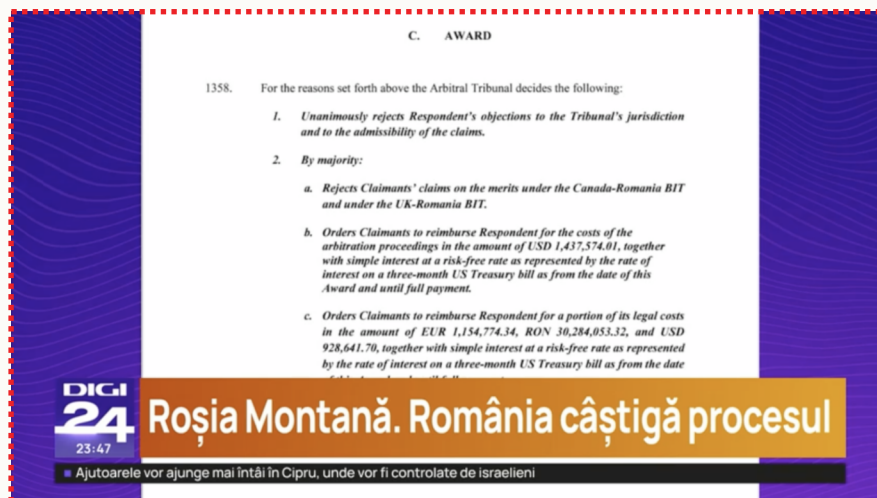 C. AWARD
1358. For the reasons set forth above the Arbitral Tribunal decides the following:
1. Unanimously rejects Respondent's objections to the Tribunal's jurisdiction
and to the admissibility of the claims.
2. By majority:
a. Rejects Claimants' claims on the merits under the Canada-Romania BIT
and under the UK-Romania BIT.
b. Orders Claimants to reimburse Respondent for the costs of the
arbitration proceedings in the amount of USD 1,437,574.01, together
with simple interest at a risk-free rate as represented by the rate of
interest on a three-month US Treasury bill as from the date of this
Award and until full payment.
c. Orders Claimants to reimburse Respondent for a portion of its legal costs
in the amount of EUR 1,154,774.34, RON 30,284,053.32, and USD
928,641.70, together with simple interest at a risk-free rate as represented
by the rate of interest on a three-month US Treasury bill as from the date
DIGI
24
23:47
Roșia Montană. România câștigă procesul
Ajutoarele vor ajunge mai întâi în Cipru, unde vor fi controlate de israelieni